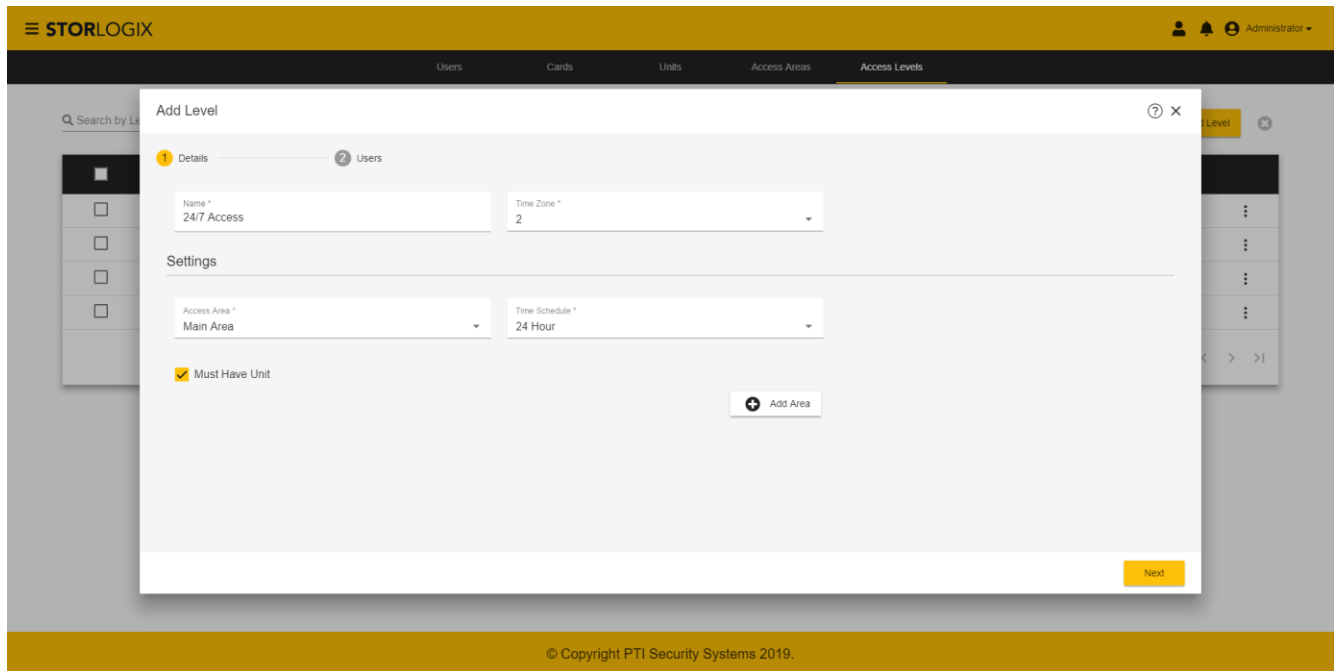 STORLOGIX
Administrator
Users Cards Units Access Areas Access Levels
Search by Le
Add Level
Level
1 Details 2 Users
Name * Time Zone *
24/7 Access 2
Settings
Access Area * Time Schedule *
Main Area 24 Hour
Must Have Unit
Add Area
Next
© Copyright PTI Security Systems 2019.